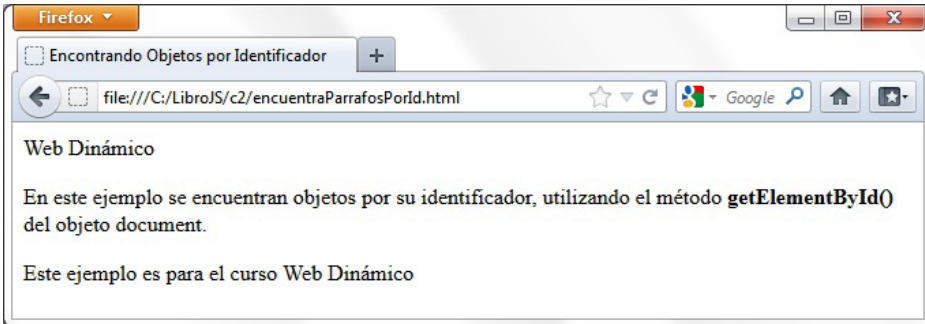 Firefox
Encontrando Objetos por Identificador
file:///C:/LibroJS/c2/encuentraParrafosPorId.html
Google
Web Dinámico
En este ejemplo se encuentran objetos por su identificador, utilizando el método getElementById()
del objeto document.
Este ejemplo es para el curso Web Dinámico